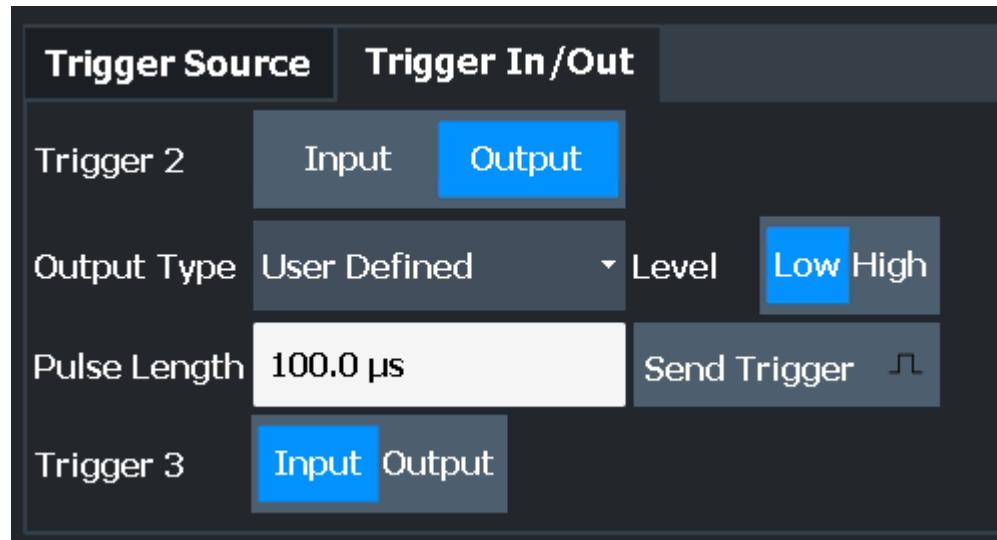 Trigger Source Trigger In/Out
Trigger 2 Input Output
Output Type User Defined Level Low High
Pulse Length 100.0 µs Send Trigger
Trigger 3 Input Output